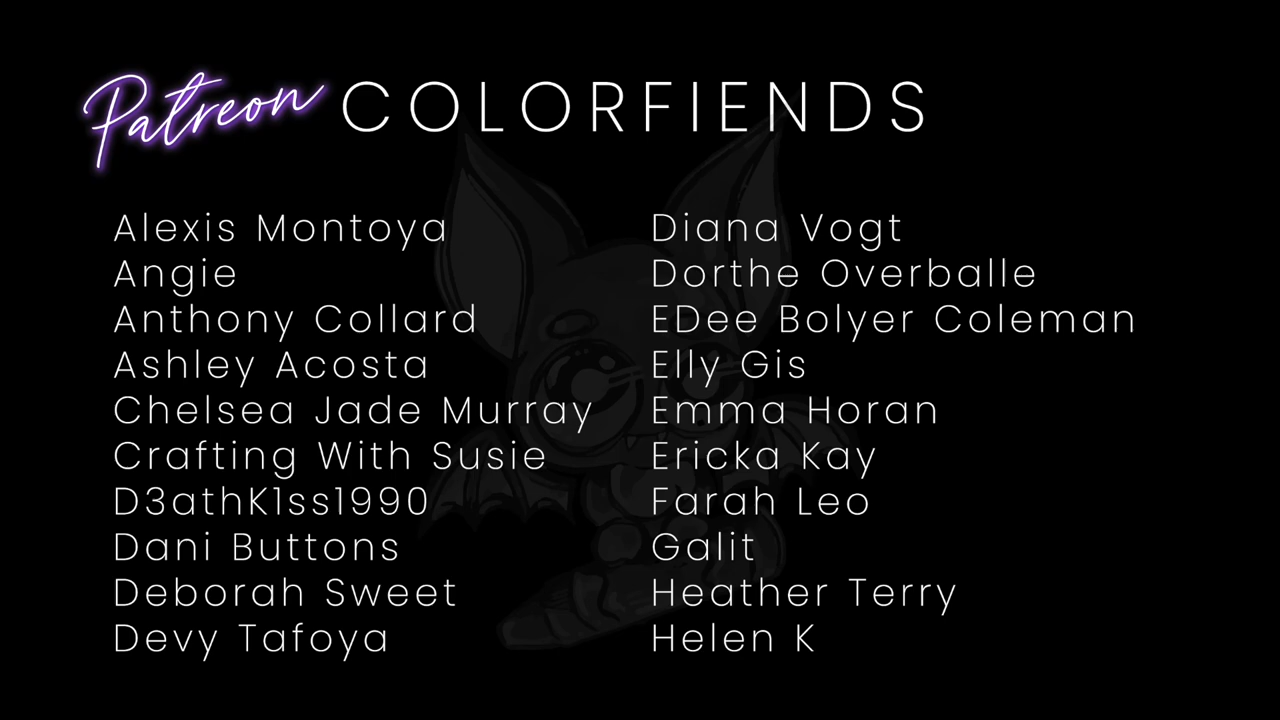 Patreon COLORFIENDS
Alexis Montoya
Angie
Anthony Collard
Ashley Acosta
Chelsea Jade Murray
Crafting With Susie
D3athK1ss1990
Dani Buttons
Deborah Sweet
Devy Tafoya
Diana Vogt
Dorthe Overballe
EDee Bolyer Coleman
Elly Gis
Emma Horan
Ericka Kay
Farah Leo
Galit
Heather Terry
Helen K